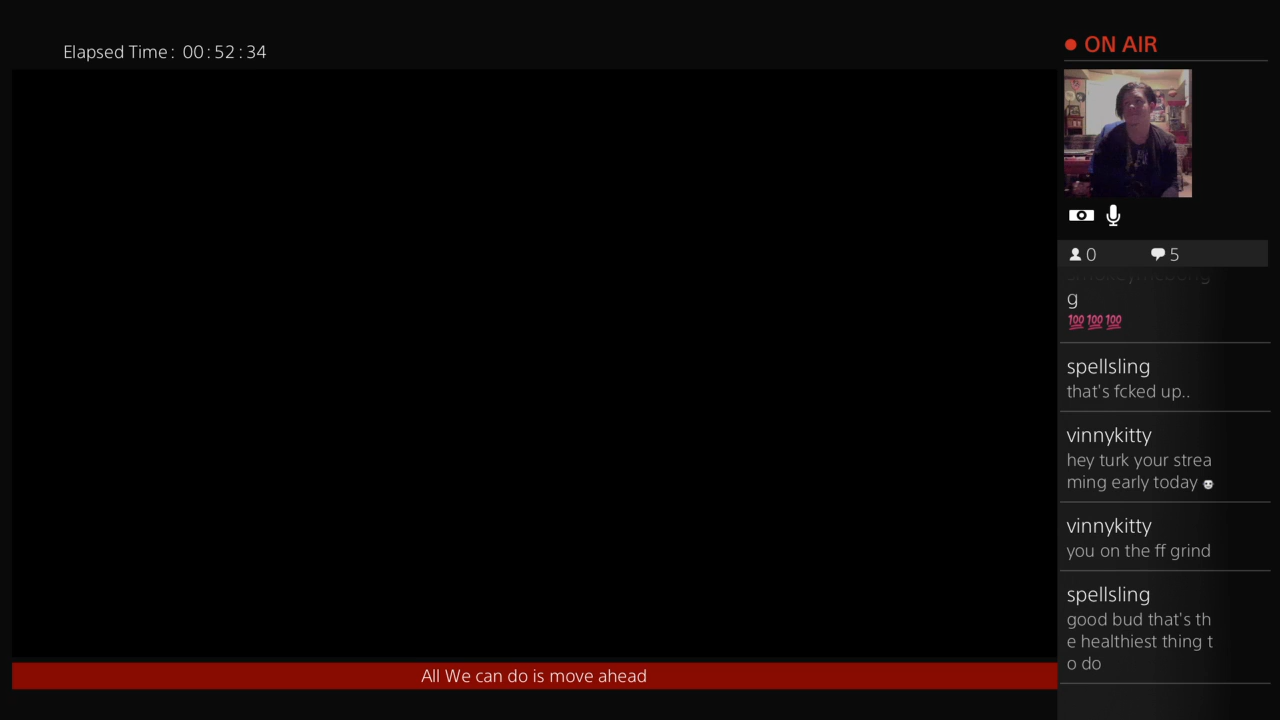 Elapsed Time: 00:52:34
ON AIR
0 5
g
💯💯💯
spellsling
that's fcked up..
vinnykitty
hey turk your strea
ming early today
vinnykitty
you on the ff grind
spellsling
good bud that's th
e healthiest thing t
o do
All We can do is move ahead